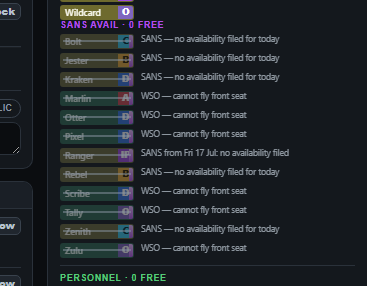 ock
Wildcard O
SANS AVAIL · 0 FREE
Bolt C SANS — no availability filed for today
Jester B SANS — no availability filed for today
Kraken D SANS — no availability filed for today
Marlin A WSO — cannot fly front seat
Otter D WSO — cannot fly front seat
Pixel D WSO — cannot fly front seat
LIC
Ranger IP SANS from Fri 17 Jul: no availability filed
Rebel B SANS — no availability filed for today
Scribe D WSO — cannot fly front seat
Tally O WSO — cannot fly front seat
ow
Zenith C SANS — no availability filed for today
Zulu O WSO — cannot fly front seat
PERSONNEL · 0 FREE
ow